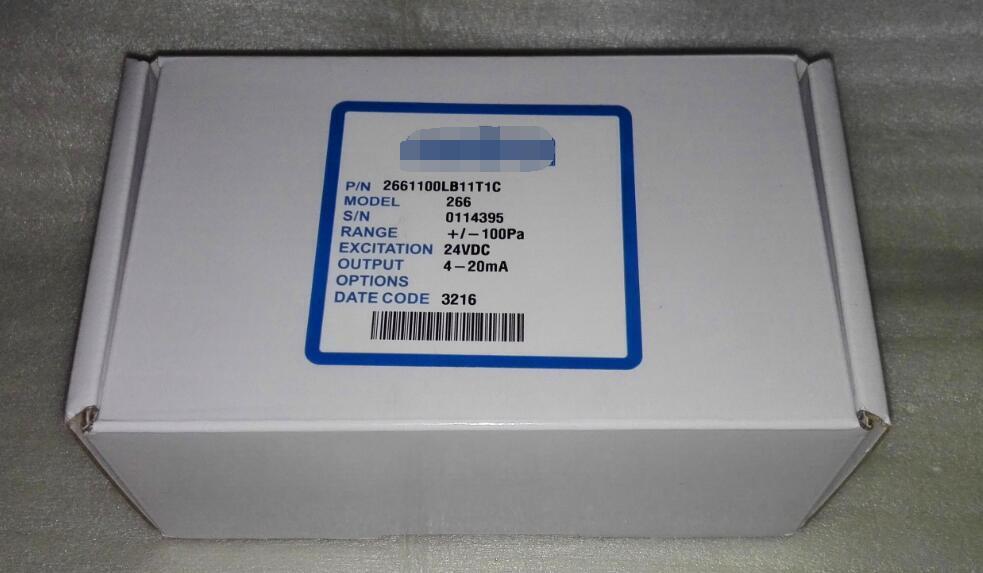 P/N 2661100LB11T1C
MODEL 266
S/N 0114395
RANGE +/-100Pa
EXCITATION 24VDC
OUTPUT 4-20mA
OPTIONS
DATE CODE 3216